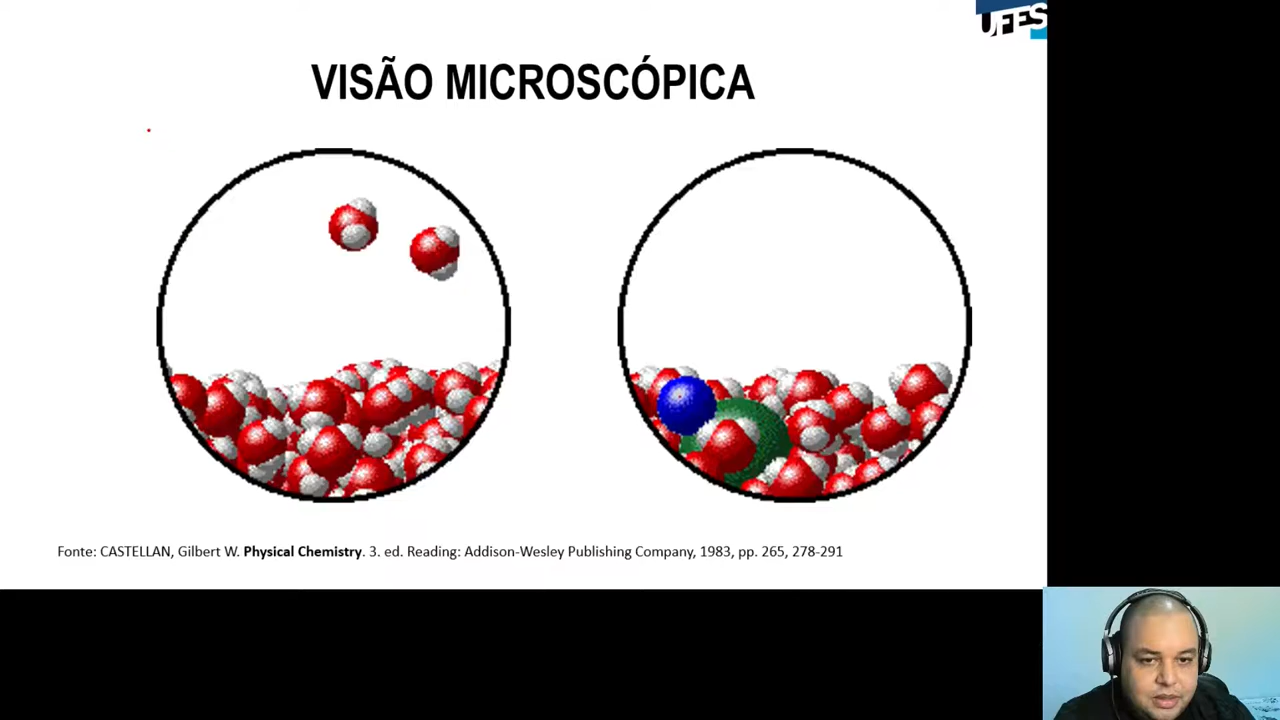 UFES
VISÃO MICROSCÓPICA
Fonte: CASTELLAN, Gilbert W. Physical Chemistry. 3. ed. Reading: Addison-Wesley Publishing Company, 1983, pp. 265, 278-291